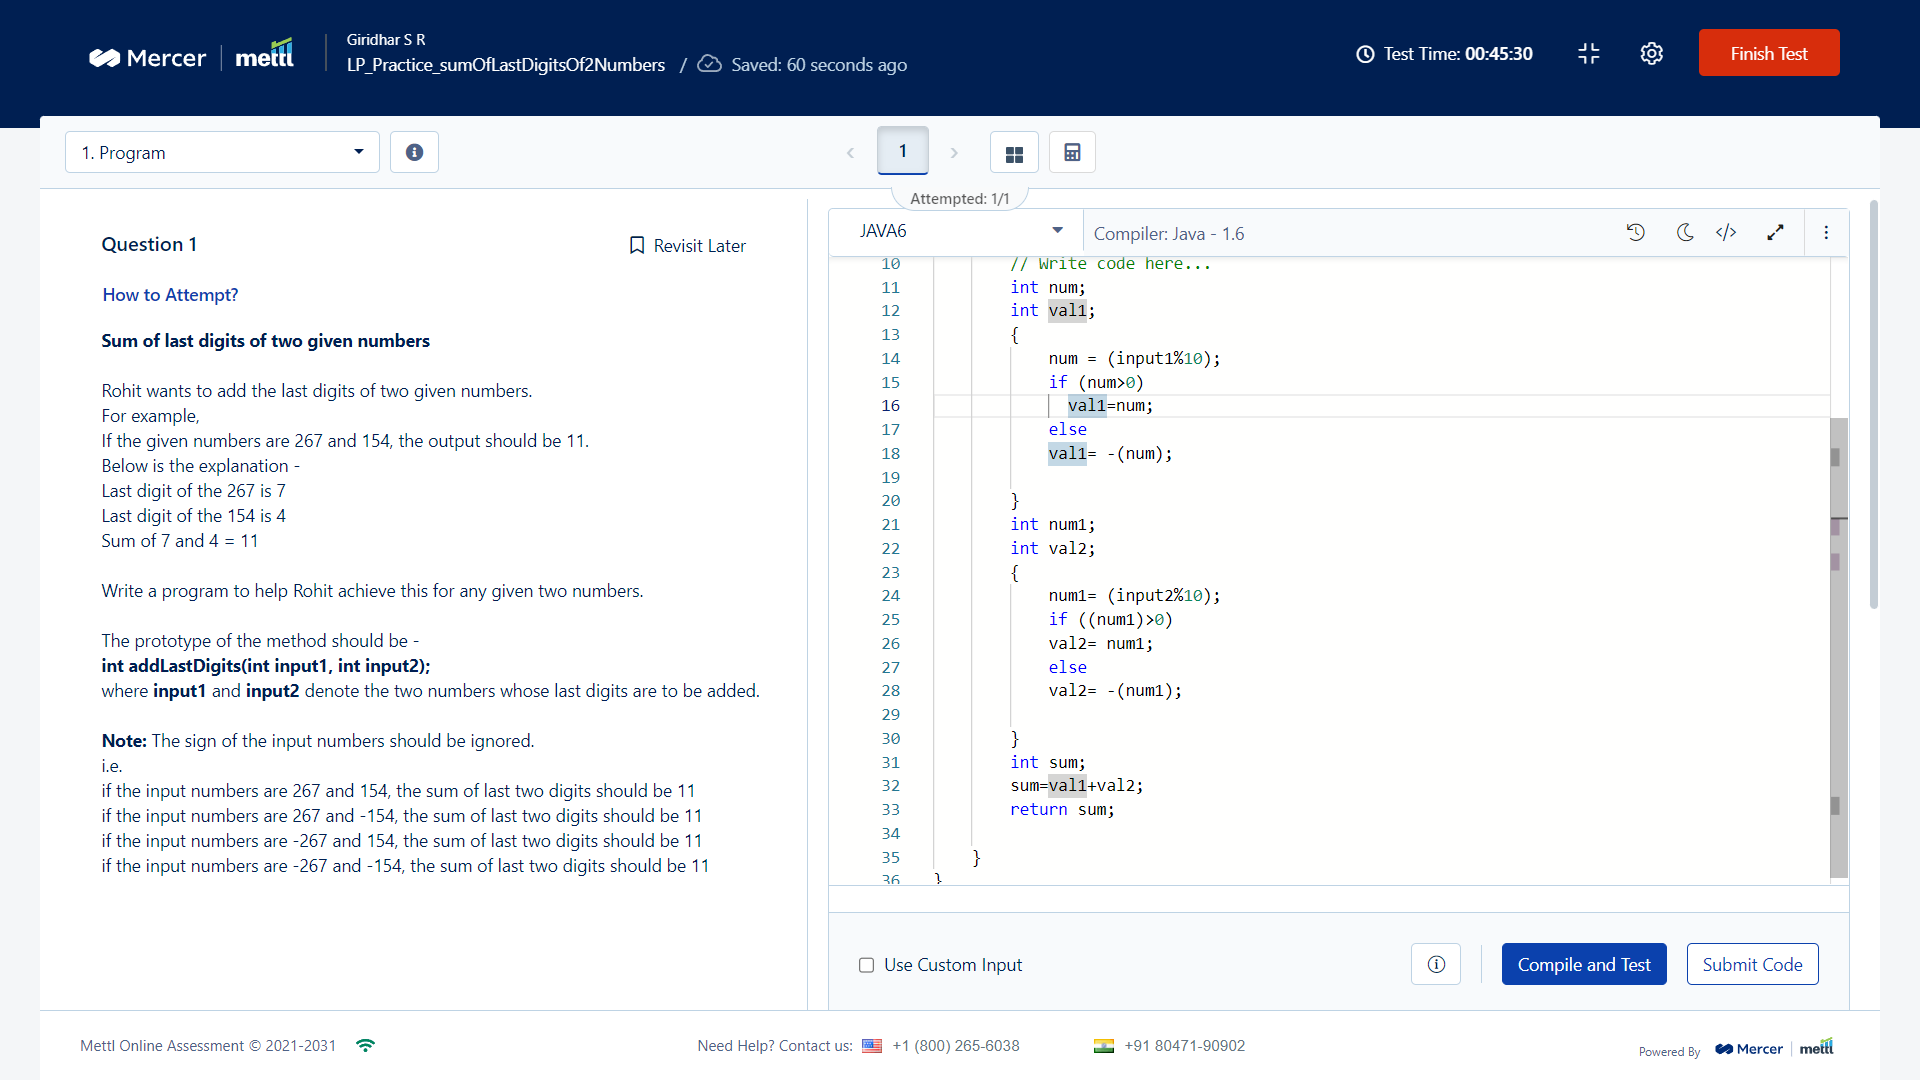 Mercer | mettl
Giridhar S R
LP_Practice_sumOfLastDigitsOf2Numbers / Saved: 60 seconds ago
Test Time: 00:45:30
Finish Test
1. Program
1
Attempted: 1/1
Question 1
Revisit Later
How to Attempt?
Sum of last digits of two given numbers
Rohit wants to add the last digits of two given numbers.
For example,
If the given numbers are 267 and 154, the output should be 11.
Below is the explanation -
Last digit of the 267 is 7
Last digit of the 154 is 4
Sum of 7 and 4 = 11
Write a program to help Rohit achieve this for any given two numbers.
The prototype of the method should be -
int addLastDigits(int input1, int input2);
where input1 and input2 denote the two numbers whose last digits are to be added.
Note: The sign of the input numbers should be ignored.
i.e.
if the input numbers are 267 and 154, the sum of last two digits should be 11
if the input numbers are 267 and -154, the sum of last two digits should be 11
if the input numbers are -267 and 154, the sum of last two digits should be 11
if the input numbers are -267 and -154, the sum of last two digits should be 11
JAVA6
Compiler: Java - 1.6
10 // Write code here...
11 int num;
12 int val1;
13 {
14 num = (input1%10);
15 if (num>0)
16 val1=num;
17 else
18 val1= -(num);
19
20 }
21 int num1;
22 int val2;
23 {
24 num1= (input2%10);
25 if ((num1)>0)
26 val2= num1;
27 else
28 val2= -(num1);
29
30 }
31 int sum;
32 sum=val1+val2;
33 return sum;
34
35 }
36 }
Use Custom Input
Compile and Test
Submit Code
Mettl Online Assessment © 2021-2031
Need Help? Contact us: +1 (800) 265-6038
+91 80471-90902
Powered By Mercer | mettl